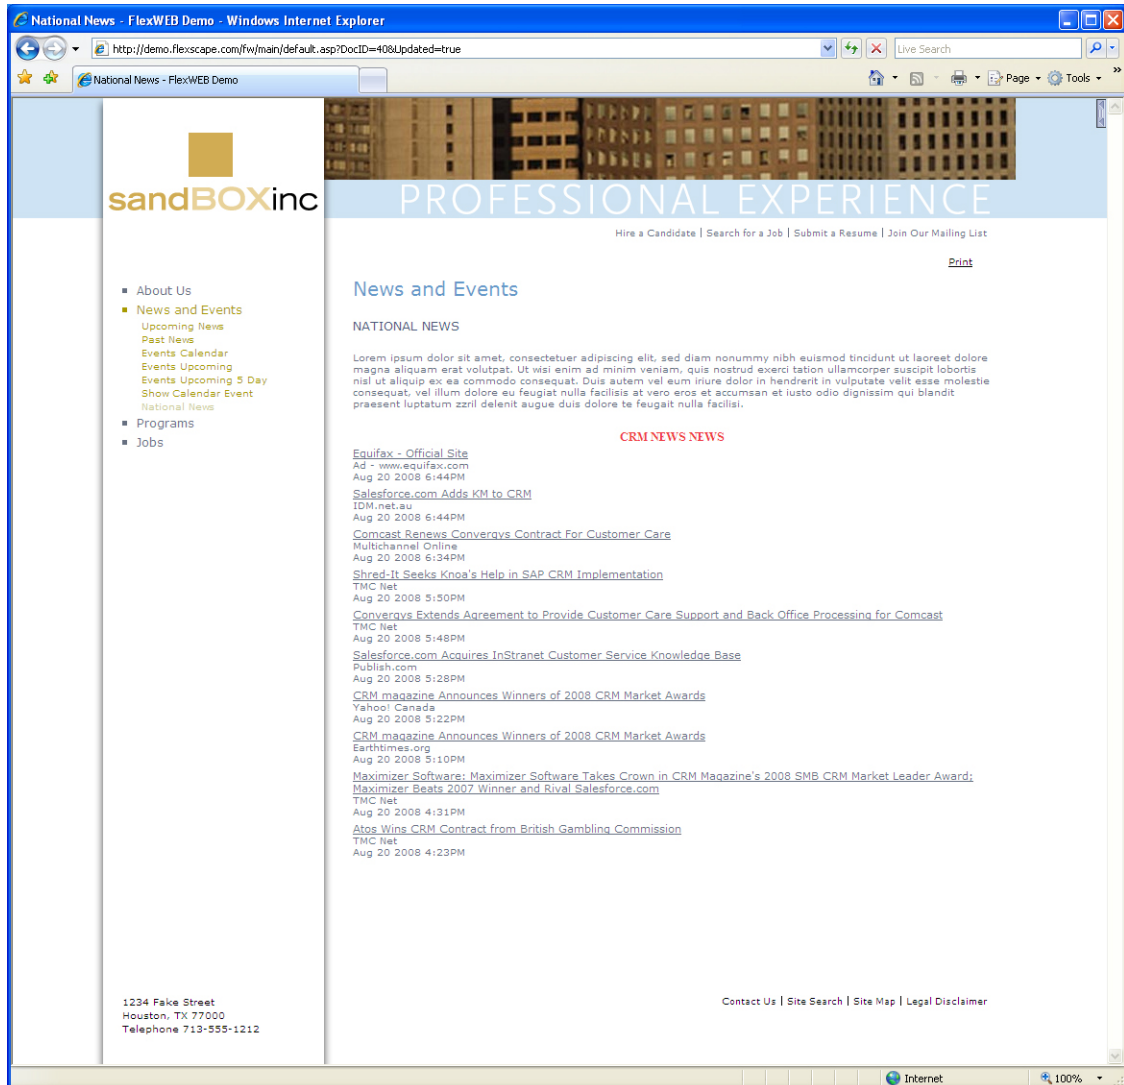 National News - FlexWEB Demo - Windows Internet Explorer
http://demo.flexscape.com/fw/main/default.asp?DocID=40&Updated=true
Live Search
National News - FlexWEB Demo
Page
Tools
sandBOXinc
PROFESSIONAL EXPERIENCE
Hire a Candidate | Search for a Job | Submit a Resume | Join Our Mailing List
Print
About Us
News and Events
Upcoming News
Past News
Events Calendar
Events Upcoming
Events Upcoming 5 Day
Show Calendar Event
National News
Programs
Jobs
News and Events
NATIONAL NEWS
Lorem ipsum dolor sit amet, consectetuer adipiscing elit, sed diam nonummy nibh euismod tincidunt ut laoreet dolore
magna aliquam erat volutpat. Ut wisi enim ad minim veniam, quis nostrud exerci tation ullamcorper suscipit lobortis
nisl ut aliquip ex ea commodo consequat. Duis autem vel eum iriure dolor in hendrerit in vulputate velit esse molestie
consequat, vel illum dolore eu feugiat nulla facilisis at vero eros et accumsan et iusto odio dignissim qui blandit
praesent luptatum zzril delenit augue duis dolore te feugait nulla facilisi.
CRM NEWS NEWS
Equifax - Official Site
Ad - www.equifax.com
Aug 20 2008 6:44PM
Salesforce.com Adds KM to CRM
IDM.net.au
Aug 20 2008 6:44PM
Comcast Renews Convergys Contract For Customer Care
Multichannel Online
Aug 20 2008 6:34PM
Shred-It Seeks Knoa's Help in SAP CRM Implementation
TMC Net
Aug 20 2008 5:50PM
Convergys Extends Agreement to Provide Customer Care Support and Back Office Processing for Comcast
TMC Net
Aug 20 2008 5:48PM
Salesforce.com Acquires InStranet Customer Service Knowledge Base
Publish.com
Aug 20 2008 5:28PM
CRM magazine Announces Winners of 2008 CRM Market Awards
Yahoo! Canada
Aug 20 2008 5:22PM
CRM magazine Announces Winners of 2008 CRM Market Awards
Earthtimes.org
Aug 20 2008 5:10PM
Maximizer Software: Maximizer Software Takes Crown in CRM Magazine's 2008 SMB CRM Market Leader Award;
Maximizer Beats 2007 Winner and Rival Salesforce.com
TMC Net
Aug 20 2008 4:31PM
Atos Wins CRM Contract from British Gambling Commission
TMC Net
Aug 20 2008 4:23PM
1234 Fake Street
Houston, TX 77000
Telephone 713-555-1212
Contact Us | Site Search | Site Map | Legal Disclaimer
Internet
100%